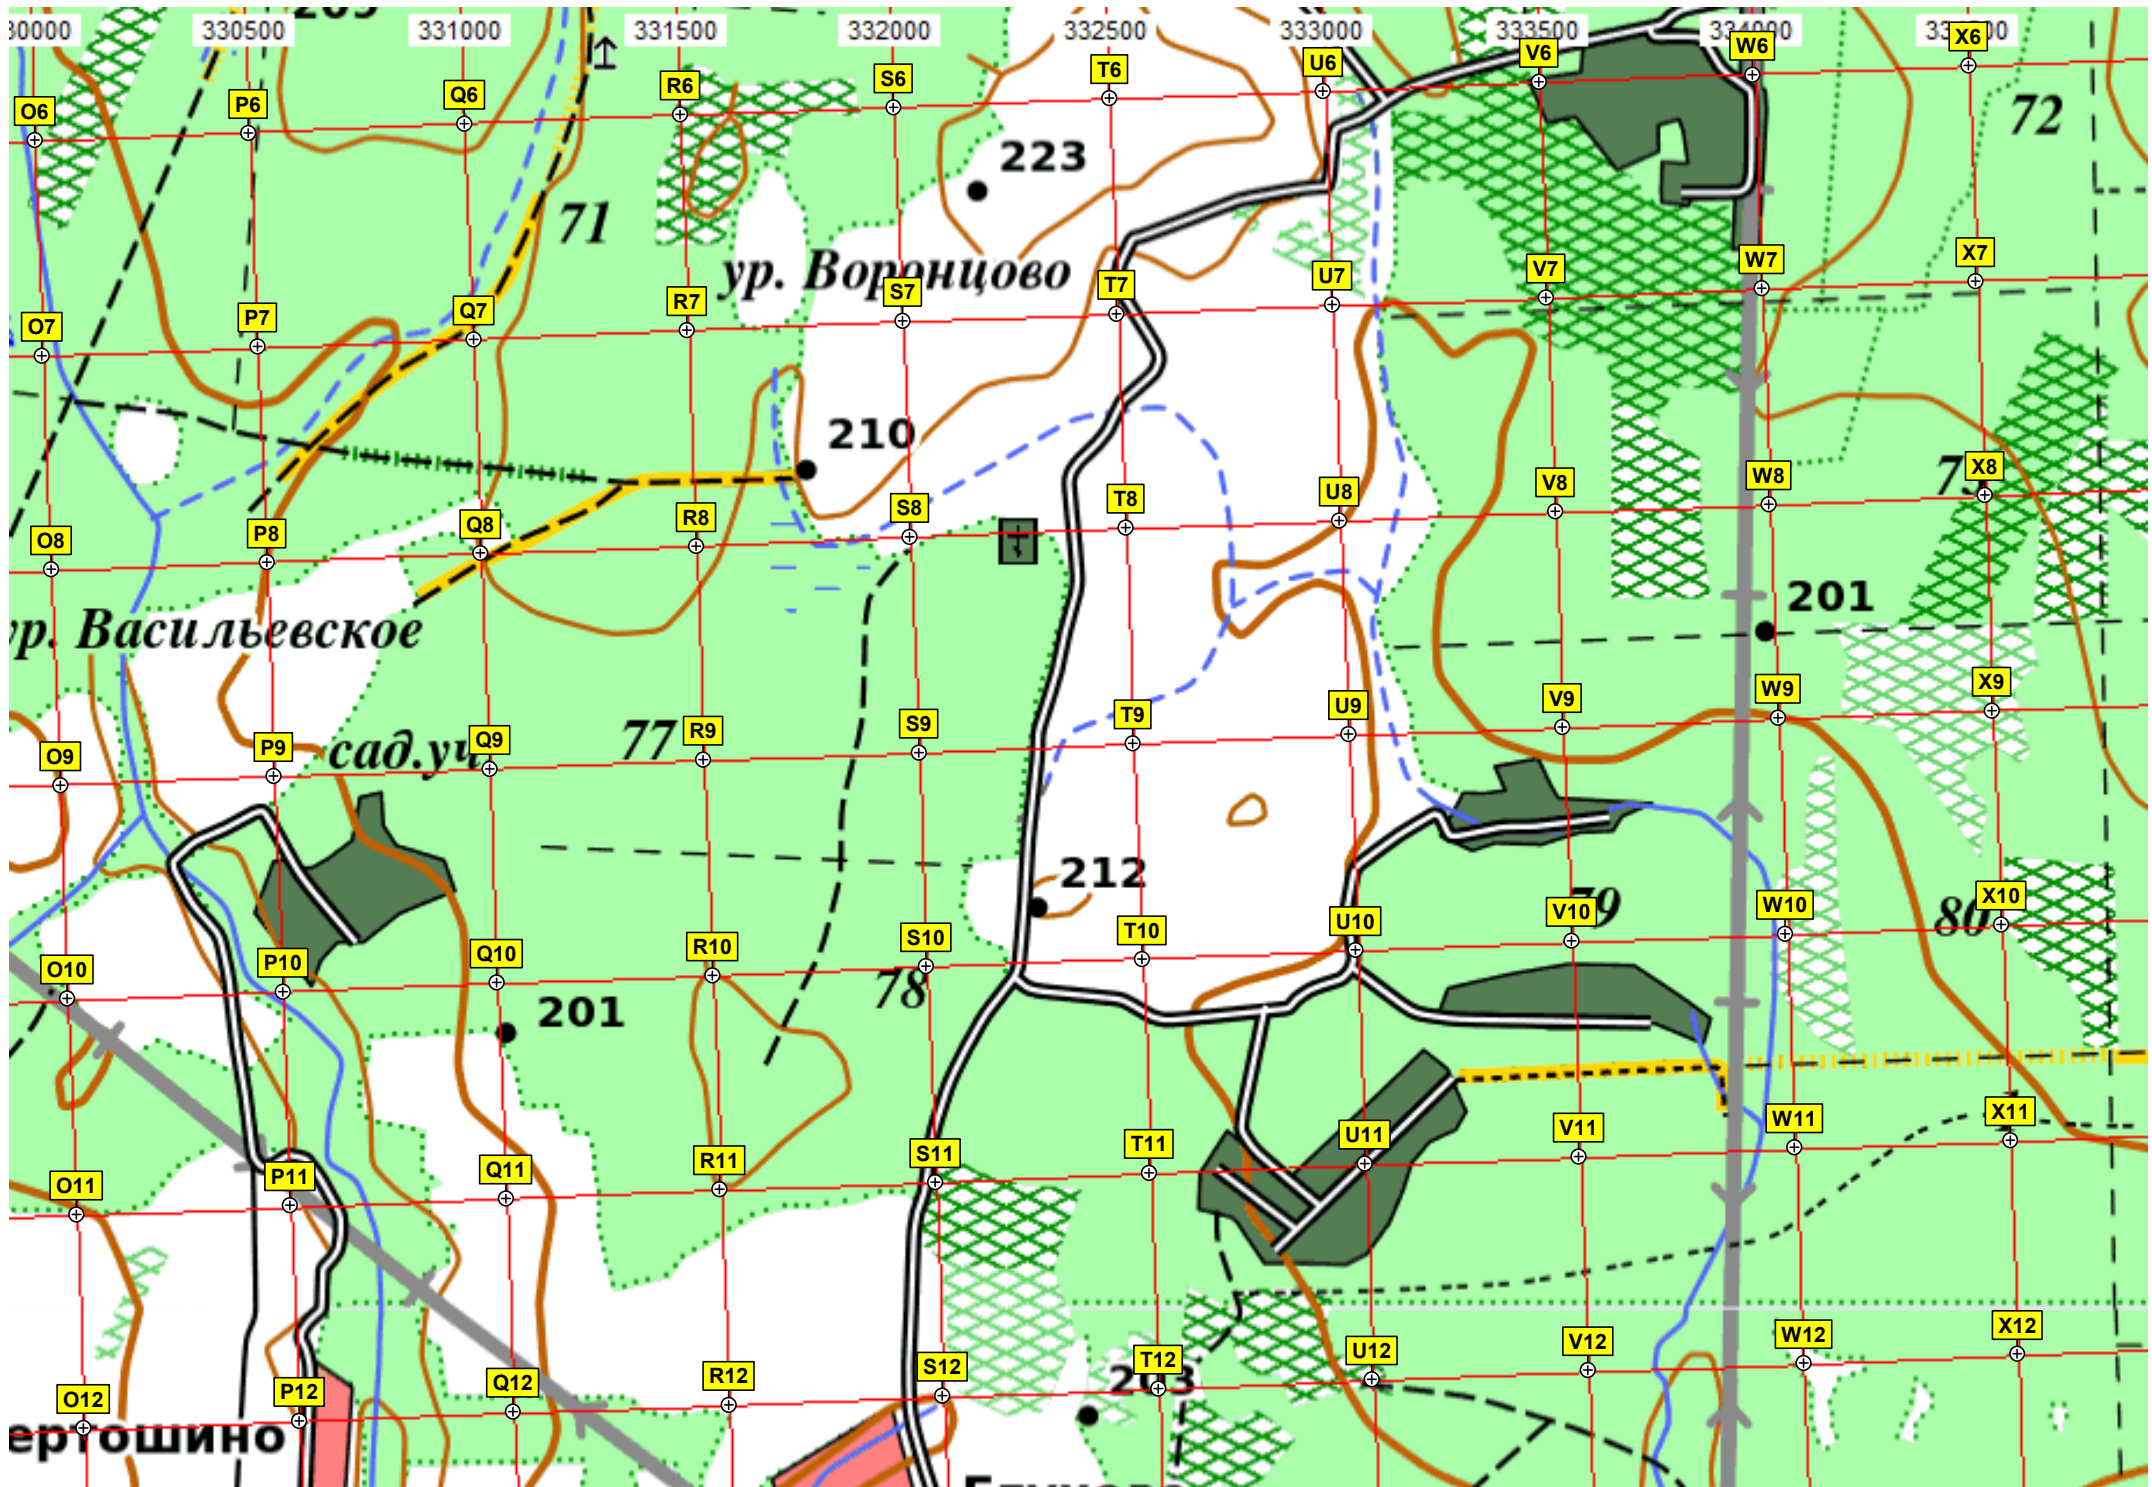 330500 331000 331500 332000 332500 333000 333500
O6 P6 Q6 R6 S6 T6 U6 V6 W6 X6
72
223
71
ур. Воронцово
O7 P7 Q7 R7 S7 T7 U7 V7 W7 X7
210
O8 P8 Q8 R8 S8 T8 U8 V8 W8 X8
201
ур. Васильевское
O9 P9 Q9 R9 S9 T9 U9 V9 W9 X9
сад.уч
77
212
79
80
O10 P10 Q10 R10 S10 T10 U10 V10 W10 X10
78
201
O11 P11 Q11 R11 S11 T11 U11 V11 W11 X11
O12 P12 Q12 R12 S12 T12 U12 V12 W12 X12
ертошино